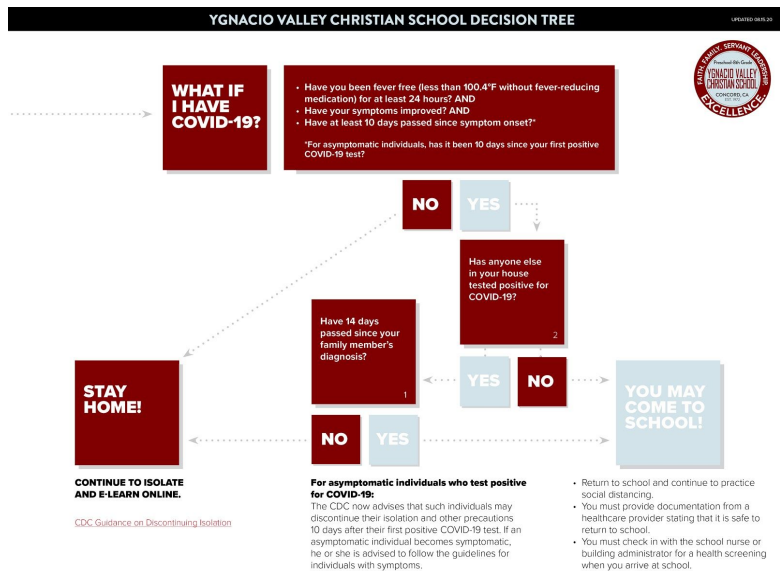 YGNACIO VALLEY CHRISTIAN SCHOOL DECISION TREE
UPDATED 08.15.20
FAITH. FAMILY. SERVANT LEADERSHIP.
Preschool-8th Grade
YGNACIO VALLEY
CHRISTIAN SCHOOL
CONCORD, CA
EST. 1972
EXCELLENCE
WHAT IF
I HAVE
COVID-19?
• Have you been fever free (less than 100.4°F without fever-reducing
medication) for at least 24 hours? AND
• Have your symptoms improved? AND
• Have at least 10 days passed since symptom onset?*
*For asymptomatic individuals, has it been 10 days since your first positive
COVID-19 test?
NO
YES
Has anyone else
in your house
tested positive for
COVID-19?
2
Have 14 days
passed since your
family member's
diagnosis?
1
YES
NO
STAY
HOME!
YOU MAY
COME TO
SCHOOL!
NO
YES
CONTINUE TO ISOLATE
AND E-LEARN ONLINE.
CDC Guidance on Discontinuing Isolation
For asymptomatic individuals who test positive
for COVID-19:
The CDC now advises that such individuals may
discontinue their isolation and other precautions
10 days after their first positive COVID-19 test. If an
asymptomatic individual becomes symptomatic,
he or she is advised to follow the guidelines for
individuals with symptoms.
• Return to school and continue to practice
social distancing.
• You must provide documentation from a
healthcare provider stating that it is safe to
return to school.
• You must check in with the school nurse or
building administrator for a health screening
when you arrive at school.